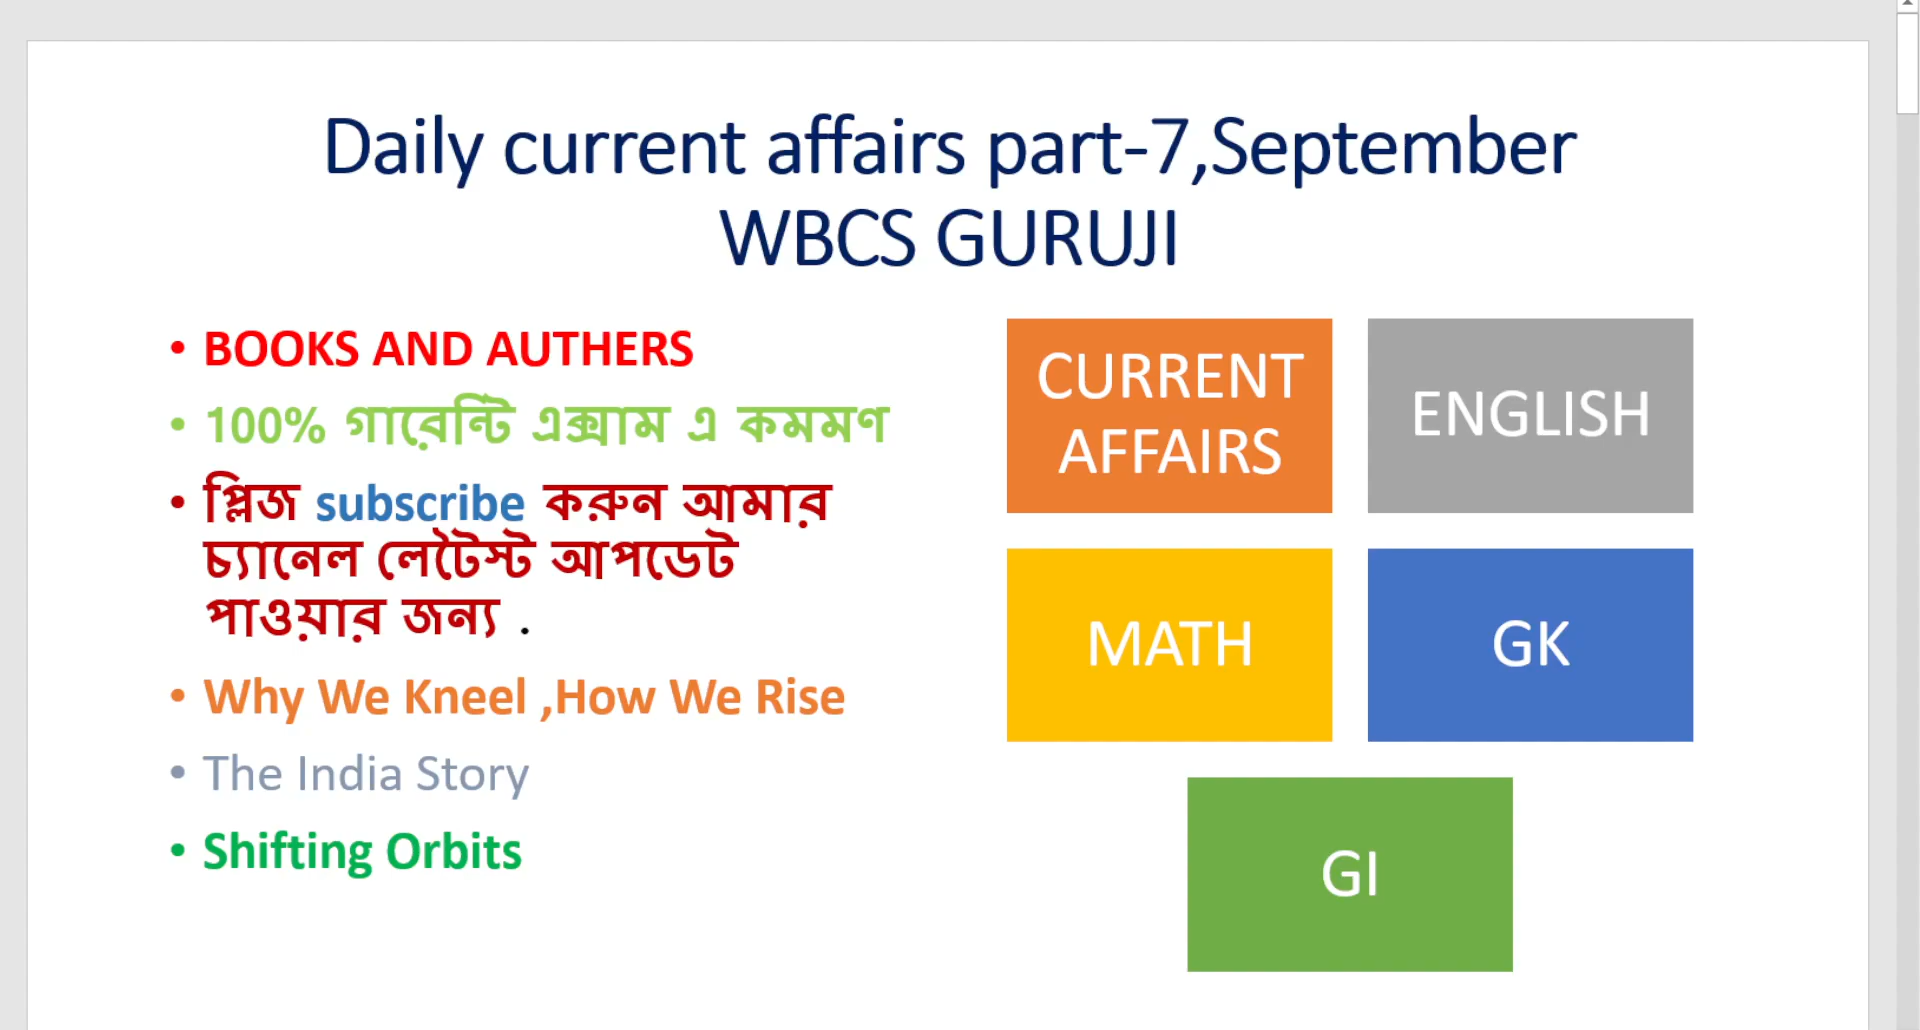 Daily current affairs part-7,September
WBCS GURUJI
• BOOKS AND AUTHERS
• 100% গারেন্টি এক্সাম এ কমমণ
• প্লিজ subscribe করুন আমার
চ্যানেল লেটৈস্ট আপডেট
পাওয়ার জন্য .
• Why We Kneel ,How We Rise
• The India Story
• Shifting Orbits
CURRENT
AFFAIRS
ENGLISH
MATH
GK
GI